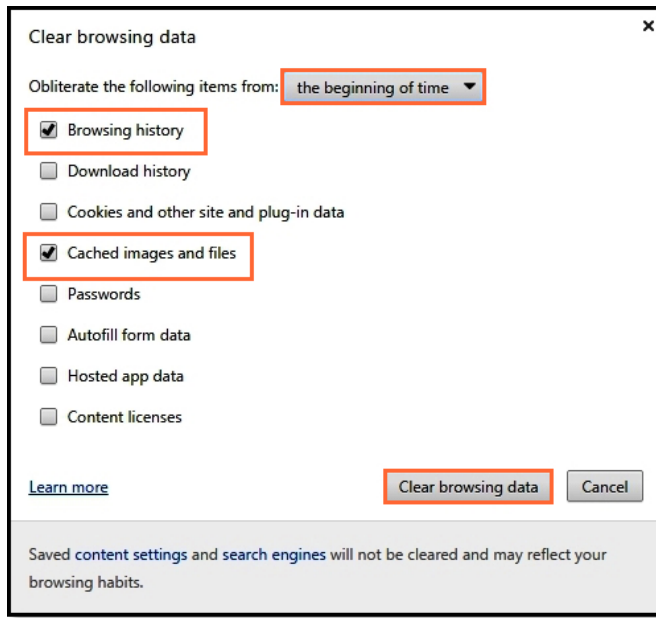 Clear browsing data
Obliterate the following items from: the beginning of time
Browsing history
Download history
Cookies and other site and plug-in data
Cached images and files
Passwords
Autofill form data
Hosted app data
Content licenses
Learn more Clear browsing data Cancel
Saved content settings and search engines will not be cleared and may reflect your
browsing habits.